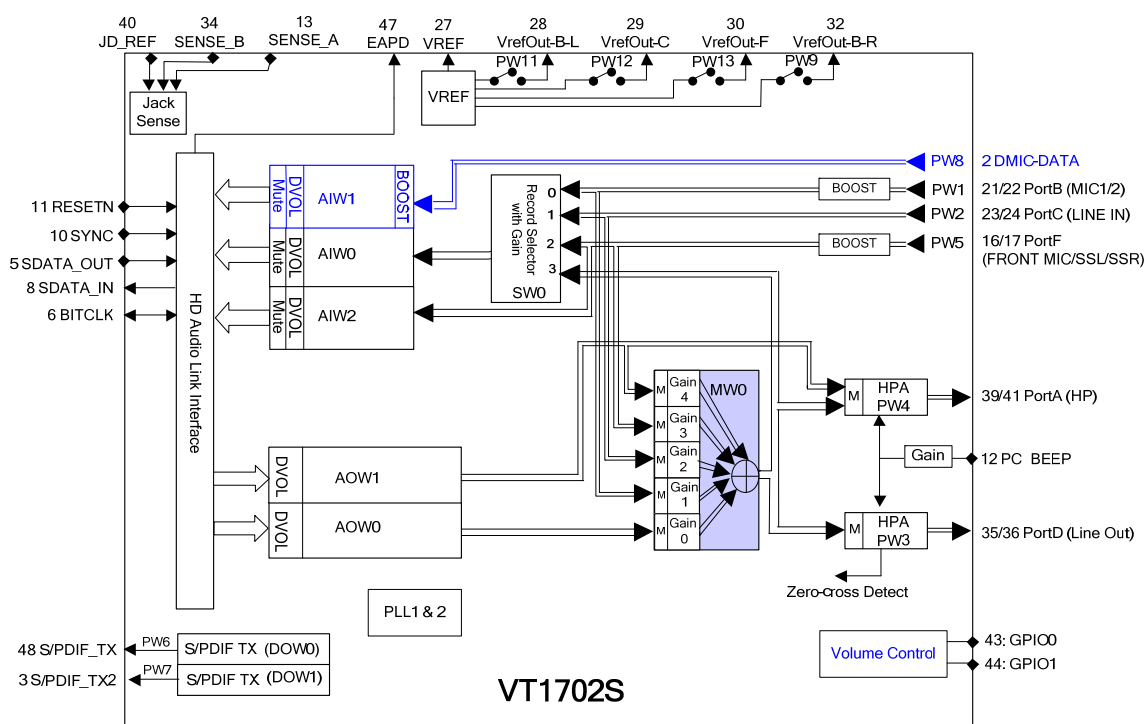 40
34
13
47
27
28
29
30
32
JD_REF
SENSE_B
SENSE_A
EAPD
VREF
VrefOut-B-L
VrefOut-C
VrefOut-F
VrefOut-B-R
PW11
PW12
PW13
PW9
VREF
Jack
Sense
11 RESETN
10 SYNC
5 SDATA_OUT
8 SDATA_IN
6 BITCLK
HD Audio Link Interface
Mute
DVOL
AIW1
BOOST
Mute
DVOL
AIW0
Mute
DVOL
AIW2
Record Selector
with Gain
0
1
2
3
SW0
BOOST
BOOST
PW8 2 DMIC-DATA
PW1 21/22 PortB (MIC1/2)
PW2 23/24 PortC (LINE IN)
PW5 16/17 PortF
(FRONT MIC/SSL/SSR)
M Gain
4
M Gain
3
M Gain
2
M Gain
1
M Gain
0
MW0
M
HPA
PW4
39/41 PortA (HP)
Gain
12 PC BEEP
M
HPA
PW3
35/36 PortD (Line Out)
Zero-cross Detect
DVOL
AOW1
DVOL
AOW0
PLL1 & 2
48 S/PDIF_TX
PW6
S/PDIF TX (DOW0)
3 S/PDIF_TX2
PW7
S/PDIF TX (DOW1)
Volume Control
43: GPIO0
44: GPIO1
VT1702S